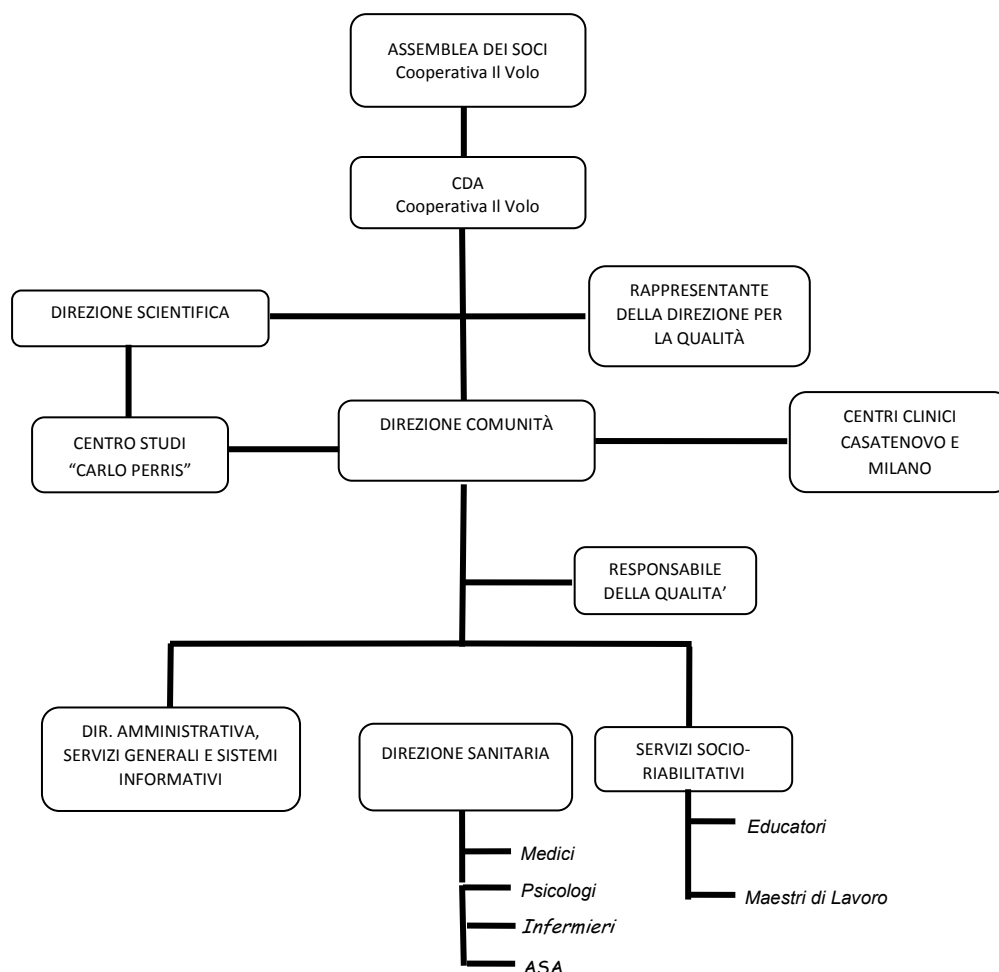 ASSEMBLEA DEI SOCI
Cooperativa Il Volo
CDA
Cooperativa Il Volo
DIREZIONE SCIENTIFICA
RAPPRESENTANTE
DELLA DIREZIONE PER
LA QUALITÀ
CENTRO STUDI
“CARLO PERRIS”
DIREZIONE COMUNITÀ
CENTRI CLINICI
CASATENOVO E
MILANO
RESPONSABILE
DELLA QUALITA’
DIR. AMMINISTRATIVA,
SERVIZI GENERALI E SISTEMI
INFORMATIVI
DIREZIONE SANITARIA
SERVIZI SOCIO-
RIABILITATIVI
Medici
Psicologi
Infermieri
ASA
Educatori
Maestri di Lavoro